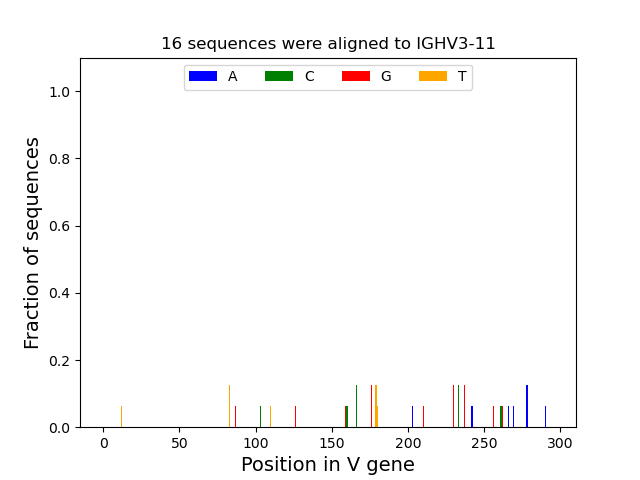 16 sequences were aligned to IGHV3-11
A C G T
1.0
0.8
0.6
0.4
0.2
0.0
Fraction of sequences
0 50 100 150 200 250 300
Position in V gene